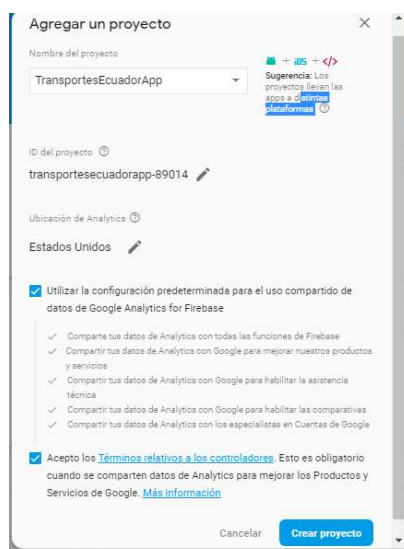 Agregar un proyecto
Nombre del proyecto
TransportesEcuadorApp
+ iOS + </>
Sugerencia: Los
proyectos llevan las
apps a distintas
plataformas
ID del proyecto
transportesecuadorapp-89014
Ubicación de Analytics
Estados Unidos
Utilizar la configuración predeterminada para el uso compartido de
datos de Google Analytics for Firebase
Comparte tus datos de Analytics con todas las funciones de Firebase
Compartir tus datos de Analytics con Google para mejorar nuestros productos
y servicios
Compartir tus datos de Analytics con Google para habilitar la asistencia
técnica
Compartir tus datos de Analytics con Google para habilitar las comparativas
Compartir tus datos de Analytics con los especialistas en Cuentas de Google
Acepto los Términos relativos a los controladores. Esto es obligatorio
cuando se comparten datos de Analytics para mejorar los Productos y
Servicios de Google. Más información
Cancelar
Crear proyecto